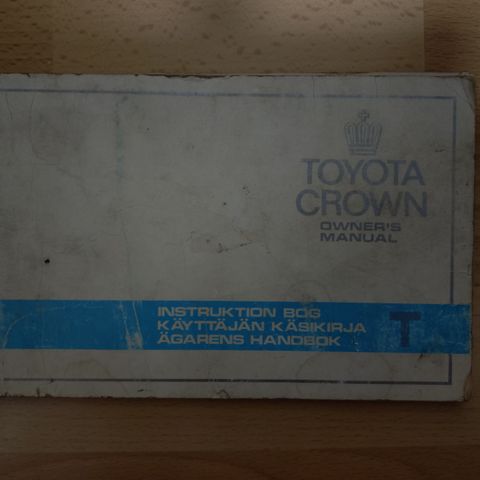 TOYOTA
CROWN
OWNER'S
MANUAL
INSTRUKTION BOG
KÄYTTÄJÄN KÄSIKIRJA
ÄGARENS HANDBOK
T